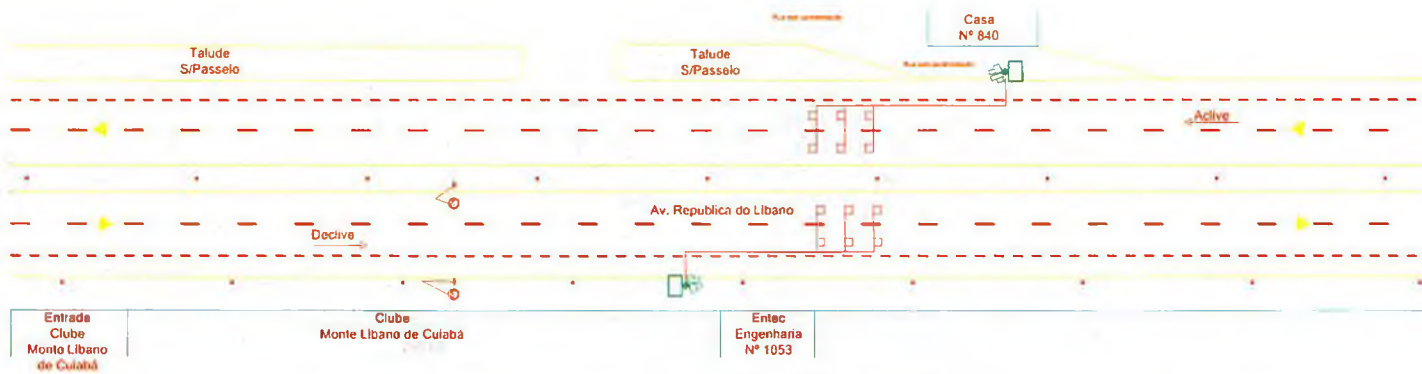 Casa
Nº 840
Talude
S/Passeio
Talude
S/Passeio
Aclive
Av. Republica do Libano
Declive
Entrada
Clube
Monte Libano
de Cuiabá
Clube
Monte Libano de Cuiabá
Entec
Engenharia
Nº 1053